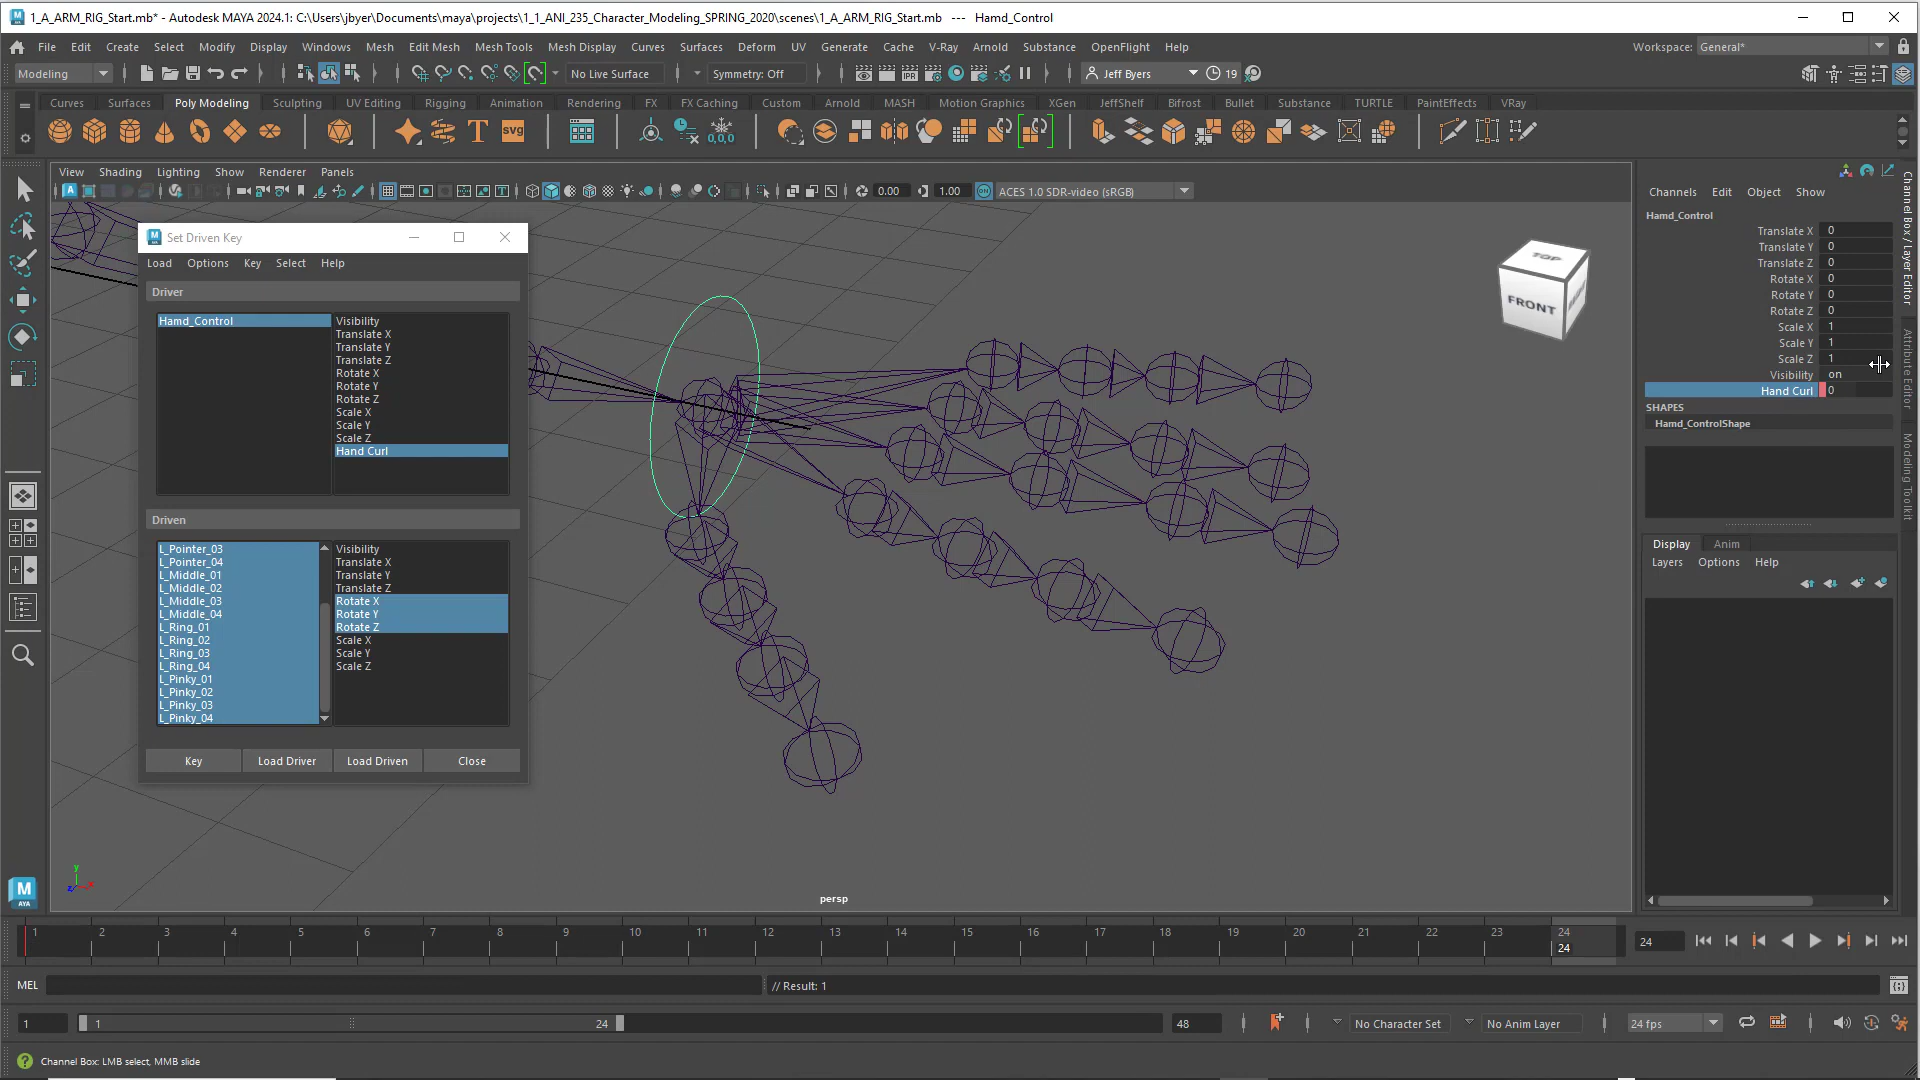 1_A_ARM_RIG_Start.mb* - Autodesk MAYA 2024.1: C:\Users\jbyer\Documents\maya\projects\1_1_ANI_235_Character_Modeling_SPRING_2020\scenes\1_A_ARM_RIG_Start.mb --- Hamd_Control
File Edit Create Select Modify Display Windows Mesh Edit Mesh Mesh Tools Mesh Display Curves Surfaces Deform UV Generate Cache V-Ray Arnold Substance OpenFlight Help Workspace: General*
Modeling No Live Surface Symmetry: Off Jeff Byers 19
Curves Surfaces Poly Modeling Sculpting UV Editing Rigging Animation Rendering FX FX Caching Custom Arnold MASH Motion Graphics XGen JeffShelf Bifrost Bullet Substance TURTLE PaintEffects MEL VRay
View Shading Lighting Show Renderer Panels
0.00 1.00 ACES 1.0 SDR-video (sRGB)
Set Driven Key
Load Options Key Select Help
Driver
Hamd_Control
Visibility
Translate X
Translate Y
Translate Z
Rotate X
Rotate Y
Rotate Z
Scale X
Scale Y
Scale Z
Hand Curl
Driven
L_Pointer_03
L_Pointer_04
L_Middle_01
L_Middle_02
L_Middle_03
L_Middle_04
L_Ring_01
L_Ring_02
L_Ring_03
L_Ring_04
L_Pinky_01
L_Pinky_02
L_Pinky_03
L_Pinky_04
Visibility
Translate X
Translate Y
Translate Z
Rotate X
Rotate Y
Rotate Z
Scale X
Scale Y
Scale Z
Key Load Driver Load Driven Close
TOP
FRONT
RIGHT
persp
Channels Edit Object Show
Hamd_Control
Translate X 0
Translate Y 0
Translate Z 0
Rotate X 0
Rotate Y 0
Rotate Z 0
Scale X 1
Scale Y 1
Scale Z 1
Visibility on
Hand Curl 0
SHAPES
Hamd_ControlShape
Display Anim
Layers Options Help
Channel Box / Layer Editor
Attribute Editor
Modeling Toolkit
1 2 3 4 5 6 7 8 9 10 11 12 13 14 15 16 17 18 19 20 21 22 23 24
24
24
MEL // Result: 1
1 1 24 48 No Character Set No Anim Layer 24 fps
Channel Box: LMB select, MMB slide